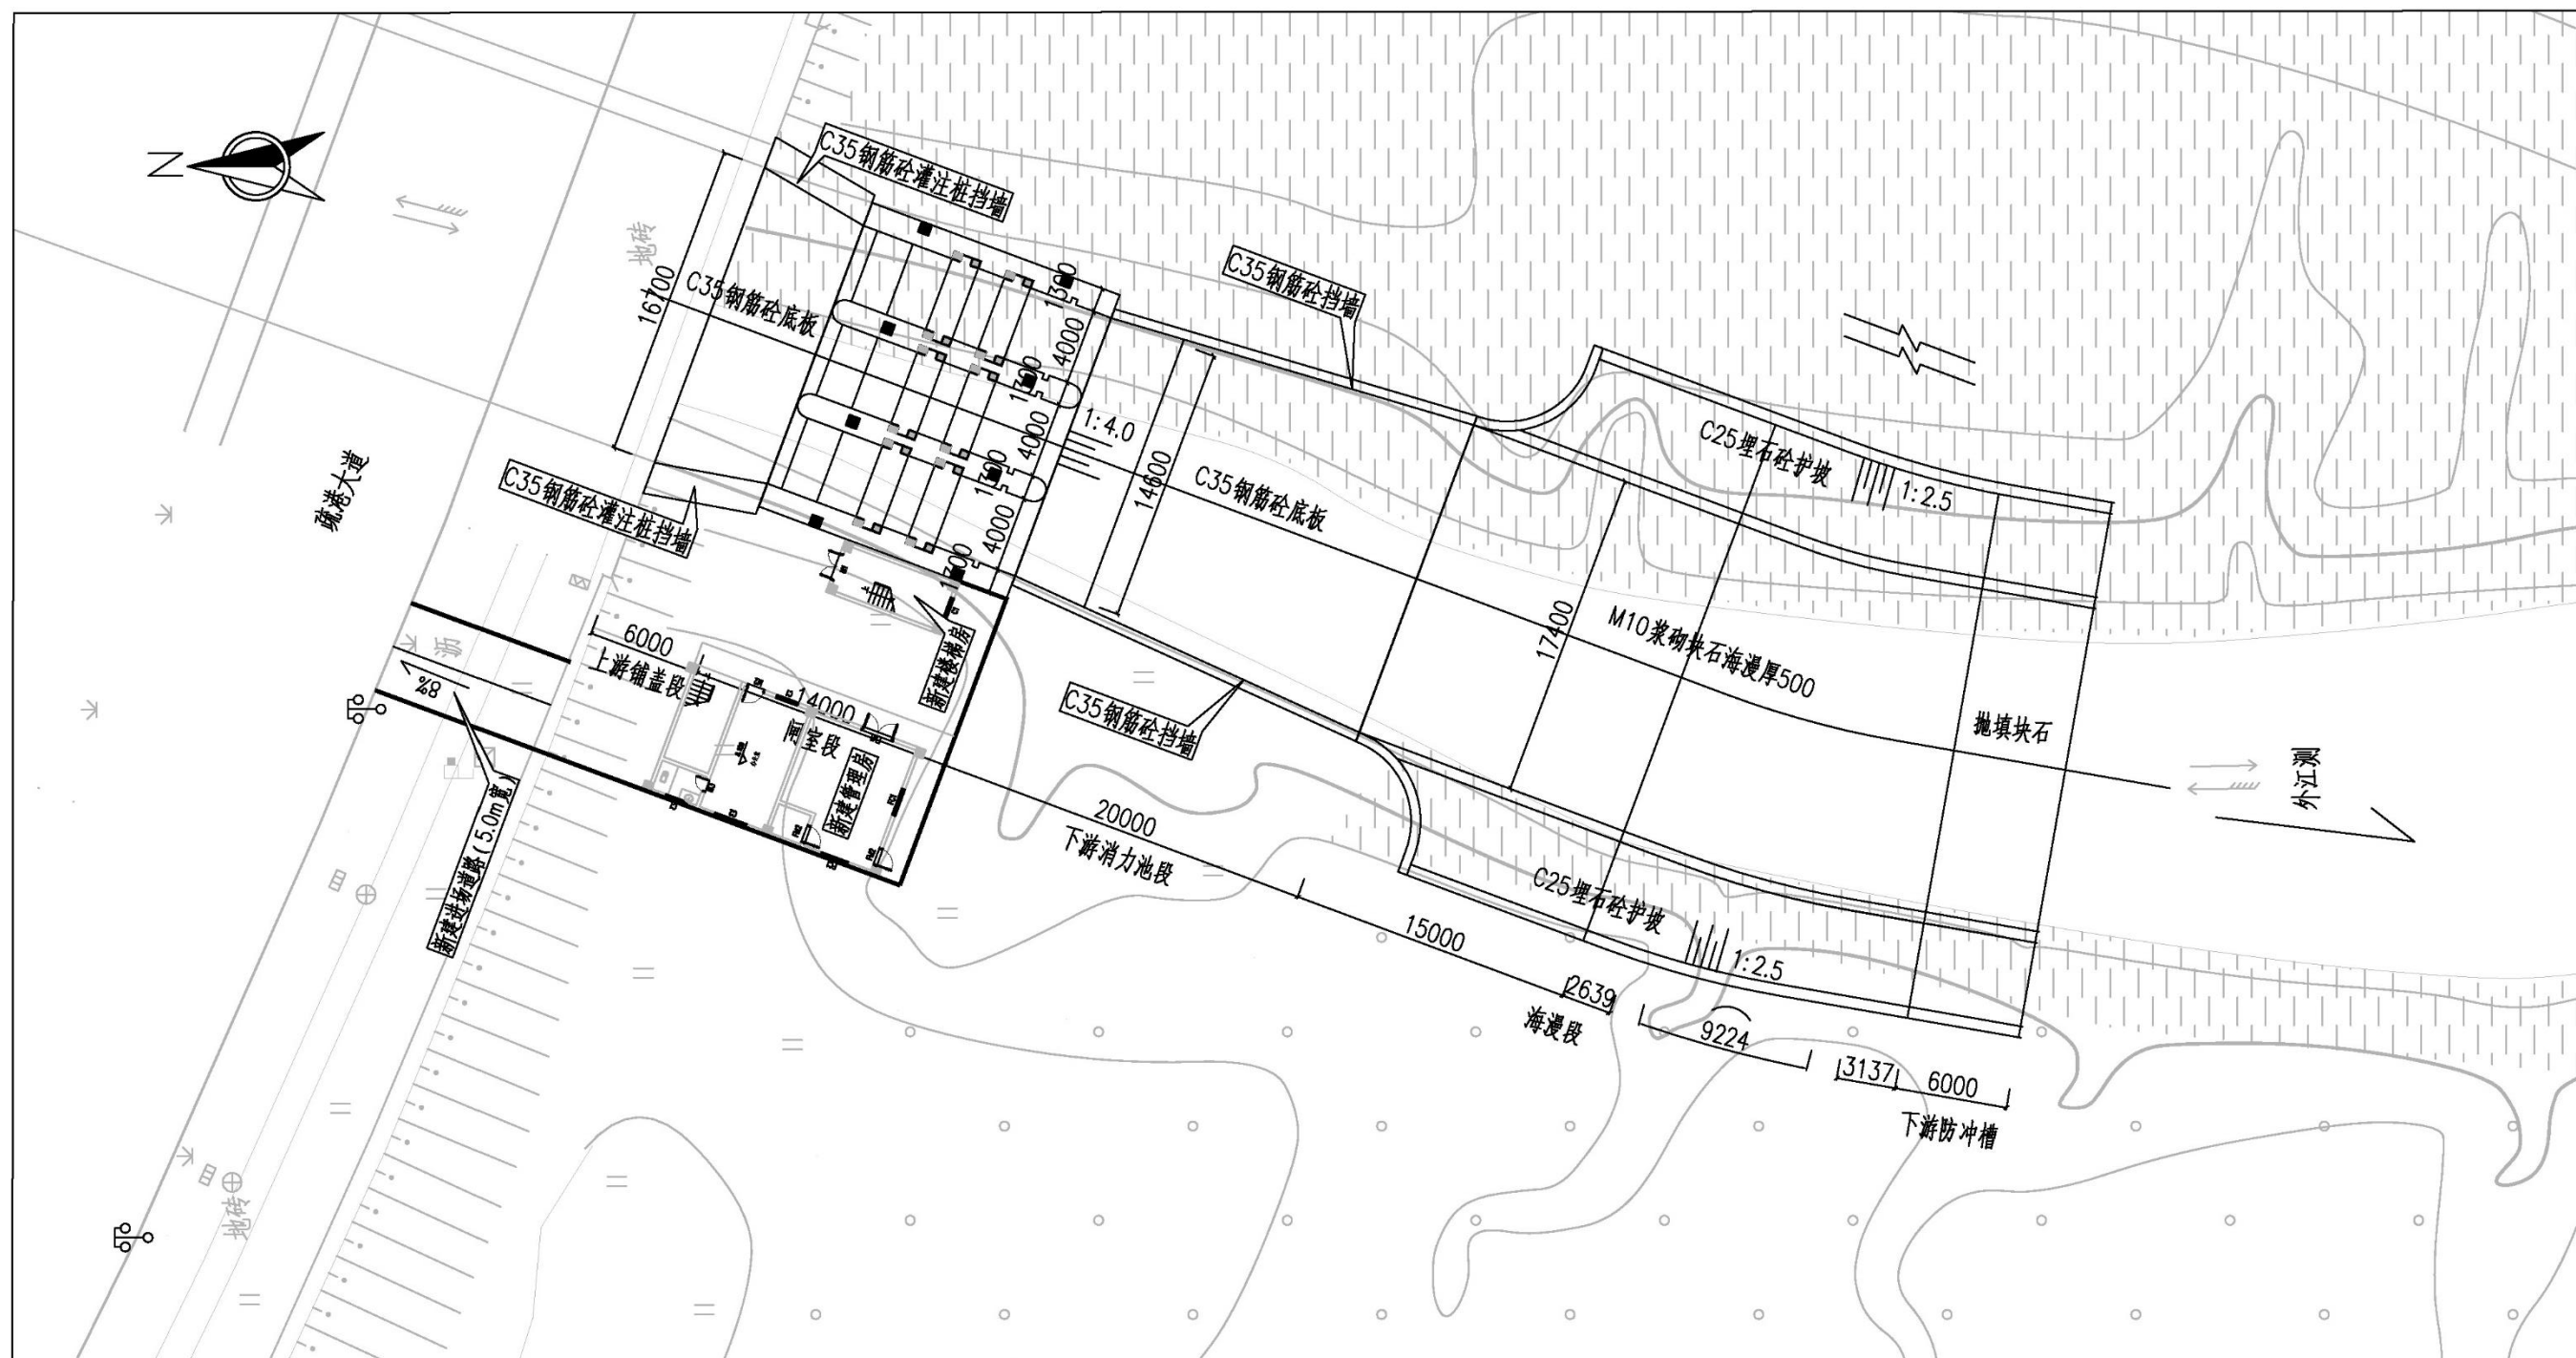 N
C35钢筋砼灌注桩挡墙
地砖
16700
C35钢筋砼底板
C35钢筋砼挡墙
1300
4000
1300
4000
1300
4000
1300
1:4.0
14600
C35钢筋砼底板
C25埋石砼护坡
1:2.5
疏港大道
C35钢筋砼灌注桩挡墙
17400
M10浆砌块石海漫厚500
抛填块石
外江测
沥
8%
6000
上游铺盖段
14000
闸室段
新建楼梯房
新建管理房
C35钢筋砼挡墙
新建进场道路(5.0m宽)
20000
下游消力池段
C25埋石砼护坡
1:2.5
15000
2639
海漫段
9224
3137
6000
下游防冲槽
地砖